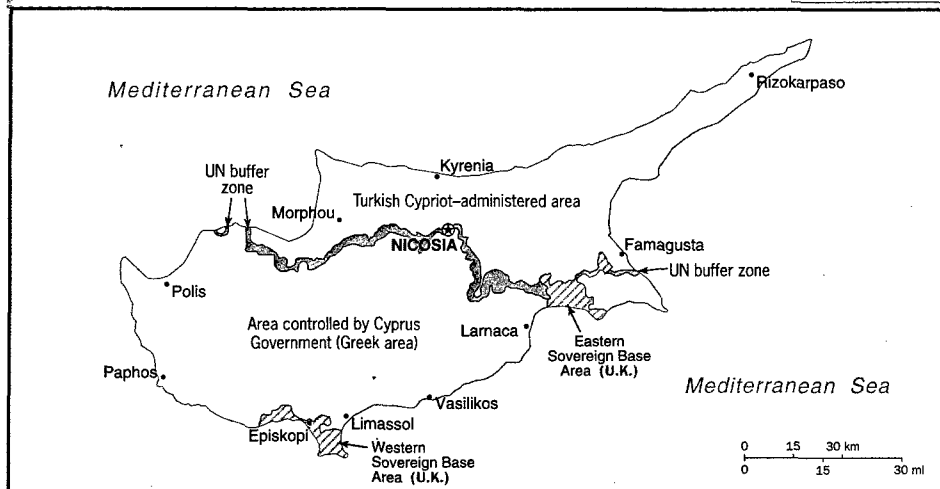 Mediterranean Sea
Rizokarpaso
Kyrenia
UN buffer
zone
Turkish Cypriot–administered area
Morphou
NICOSIA
Famagusta
UN buffer zone
Polis
Area controlled by Cyprus
Government (Greek area)
Larnaca
Eastern
Sovereign Base
Area (U.K.)
Paphos
Mediterranean Sea
Vasilikos
Limassol
Episkopi
Western
Sovereign Base
Area (U.K.)
0 15 30 km
0 15 30 ml